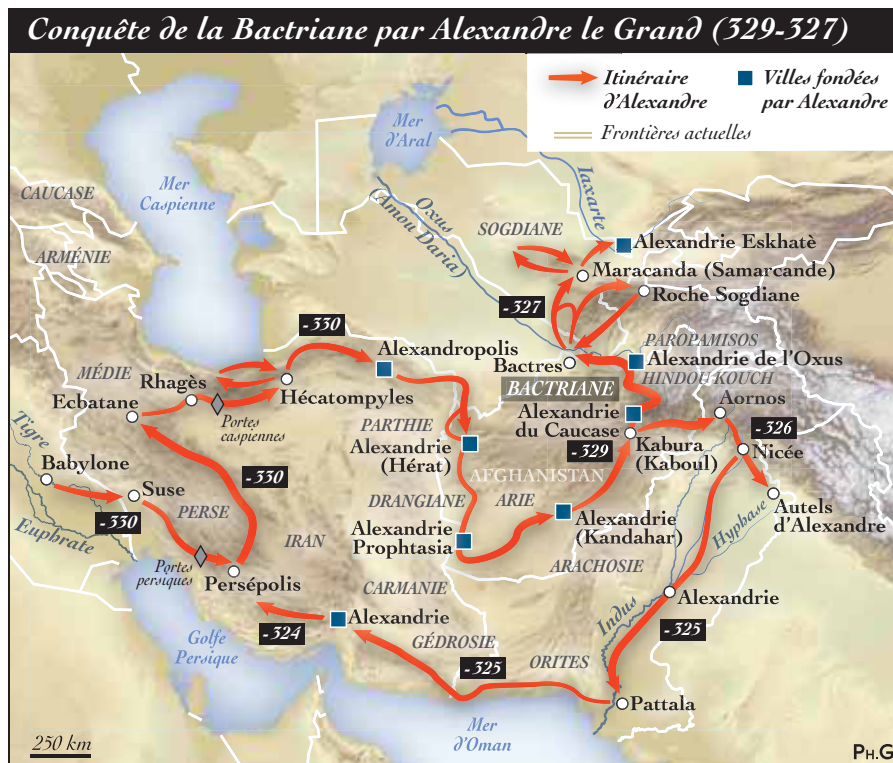 Conquête de la Bactriane par Alexandre le Grand (329-327)
Itinéraire
d'Alexandre
Villes fondées
par Alexandre
Frontières actuelles
Mer
d'Aral
Mer
Caspienne
CAUCASE
ARMÉNIE
Oxus
(Amou Daria)
Iaxarte
SOGDIANE
Alexandrie Eskhatè
Maracanda (Samarcande)
Roche Sogdiane
-327
-330
Alexandropolis
PAROPAMISOS
Alexandrie de l'Oxus
Bactres
BACTRIANE
HINDOU KOUCH
MÉDIE
Rhagès
Hécatompyles
Ecbatane
Portes
caspiennes
PARTHIE
Alexandrie
(Hérat)
Alexandrie
du Caucase
Aornos
-326
-329
Kabura
(Kaboul)
Nicée
Tigre
Babylone
Suse
-330
-330
AFGHANISTAN
PERSE
DRANGIANE
ARIE
Autels
d'Alexandre
Euphrate
Hyphase
Alexandrie
Prophtasia
Alexandrie
(Kandahar)
IRAN
Portes
persiques
Persépolis
ARACHOSIE
CARMANIE
Alexandrie
Alexandrie
Indus
-324
-325
Golfe
Persique
GÉDROSIE
-325
ORITES
Pattala
Mer
d'Oman
250 km
PH.G